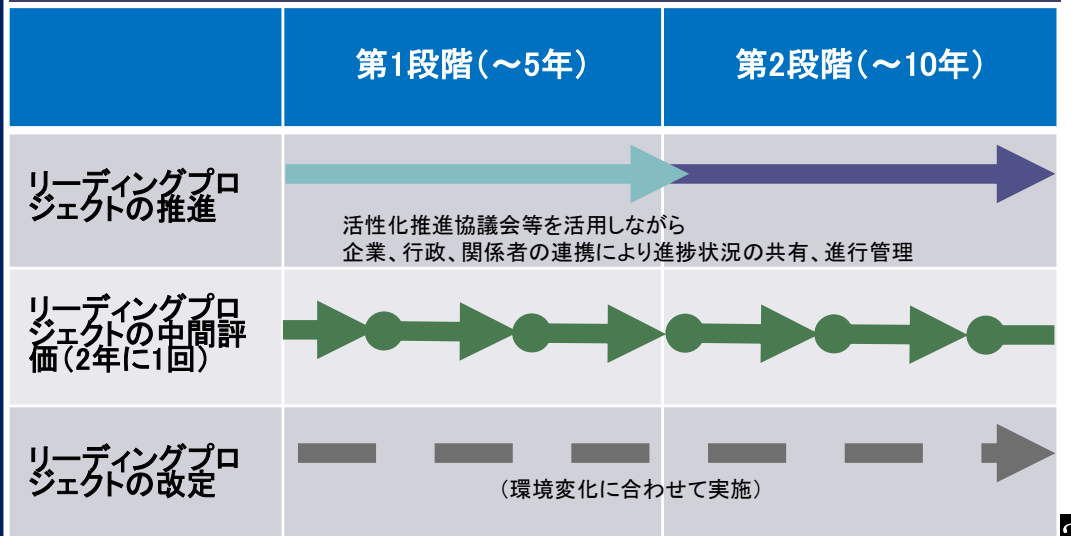 第1段階(～5年)
第2段階(～10年)
リーディングプロ
ジェクトの推進
活性化推進協議会等を活用しながら
企業、行政、関係者の連携により進捗状況の共有、進行管理
リーディングプロ
ジェクトの中間評
価(2年に1回)
リーディングプロ
ジェクトの改定
(環境変化に合わせて実施)